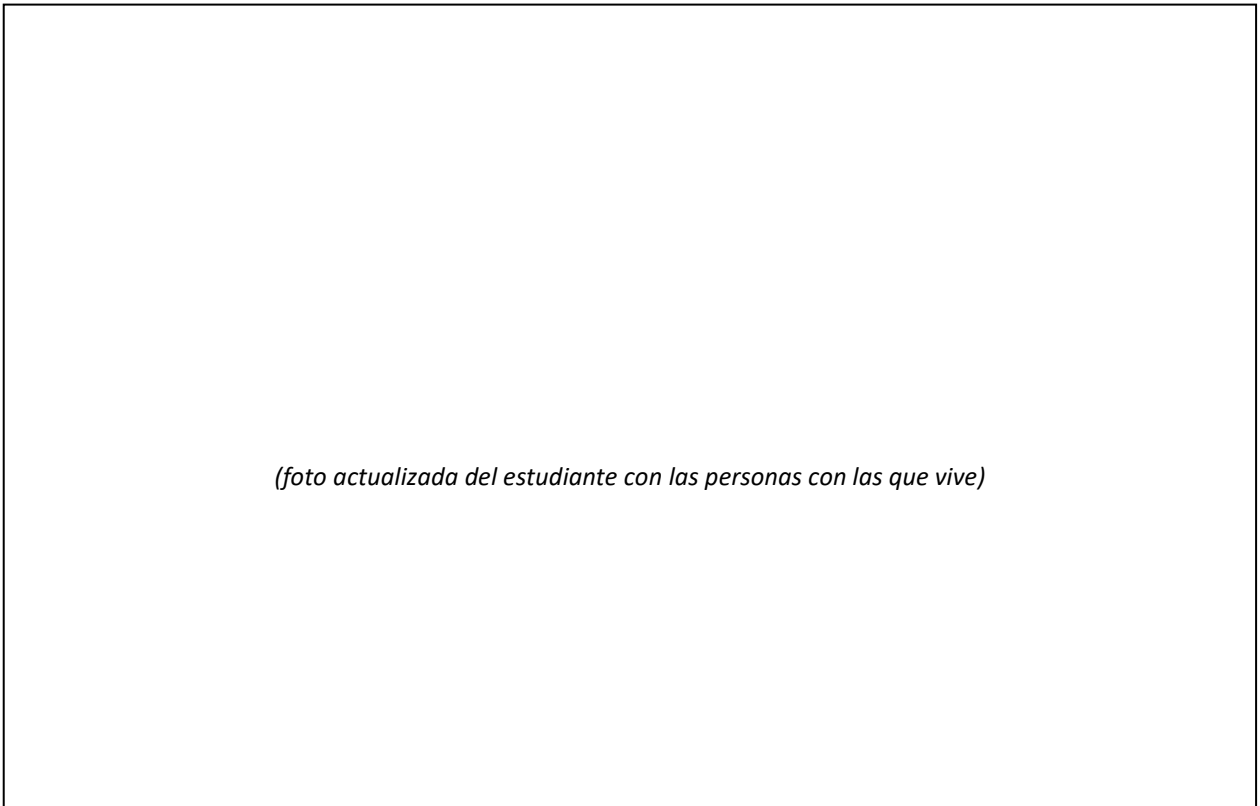 (foto actualizada del estudiante con las personas con las que vive)